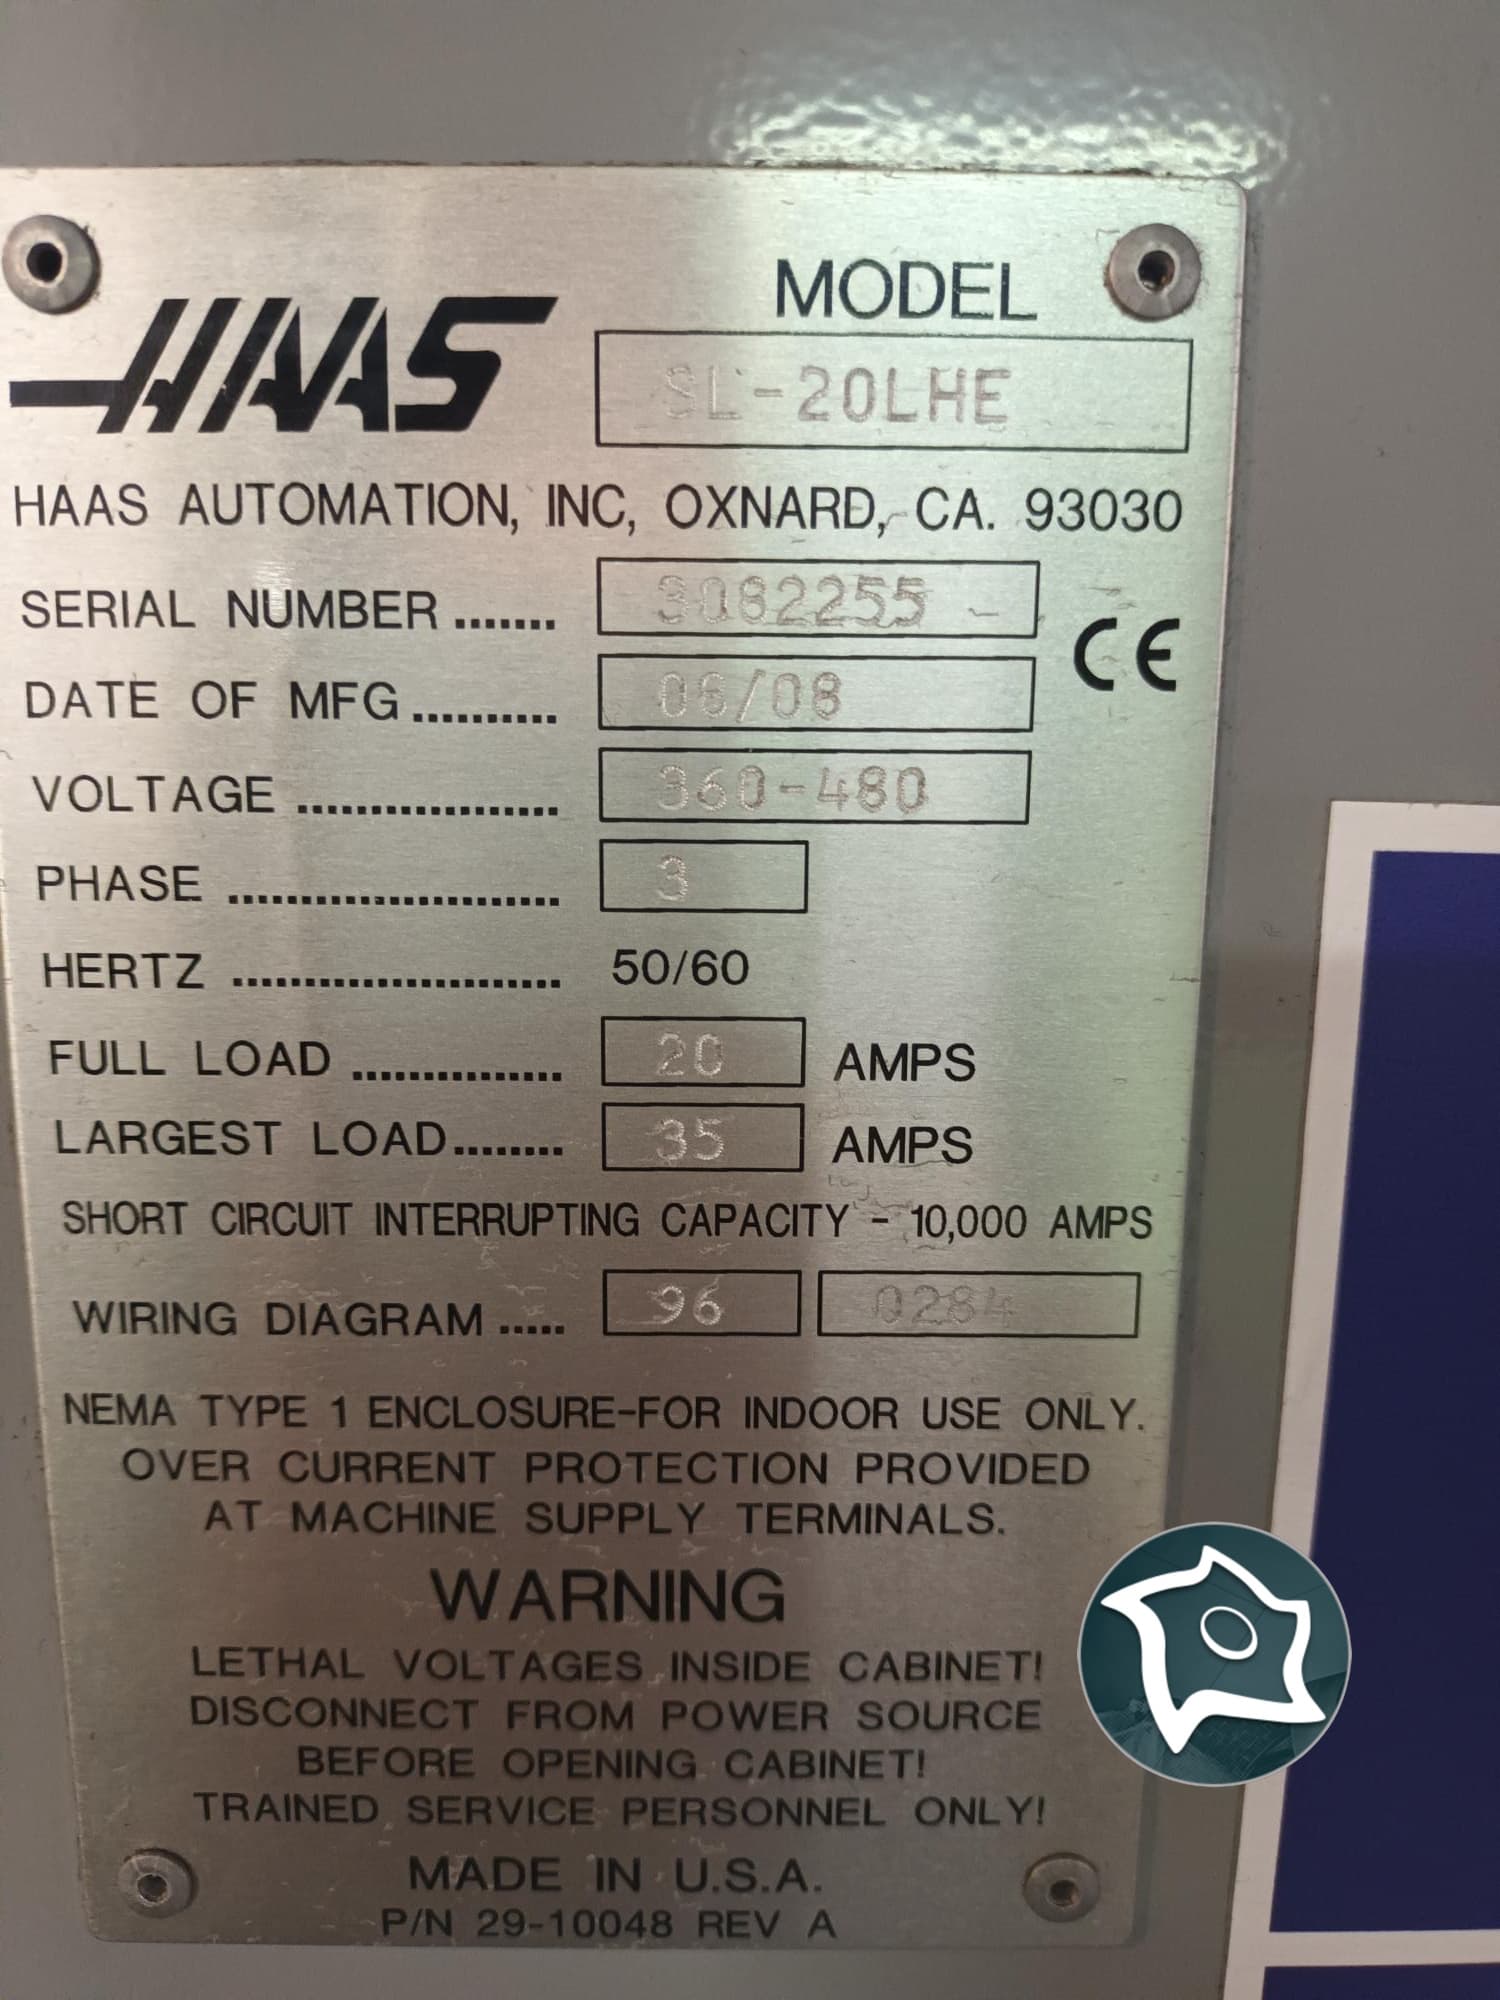 HAAS
MODEL
SL-20LHE
HAAS AUTOMATION, INC, OXNARD, CA. 93030
SERIAL NUMBER ....... 3082255
CE
DATE OF MFG .......... 08/08
VOLTAGE .................. 360-480
PHASE ....................... 3
HERTZ ....................... 50/60
FULL LOAD ............... 20 AMPS
LARGEST LOAD ........ 35 AMPS
SHORT CIRCUIT INTERRUPTING CAPACITY - 10,000 AMPS
WIRING DIAGRAM ..... 96 0284
NEMA TYPE 1 ENCLOSURE-FOR INDOOR USE ONLY.
OVER CURRENT PROTECTION PROVIDED
AT MACHINE SUPPLY TERMINALS.
WARNING
LETHAL VOLTAGES INSIDE CABINET!
DISCONNECT FROM POWER SOURCE
BEFORE OPENING CABINET!
TRAINED SERVICE PERSONNEL ONLY!
MADE IN U.S.A.
P/N 29-10048 REV A